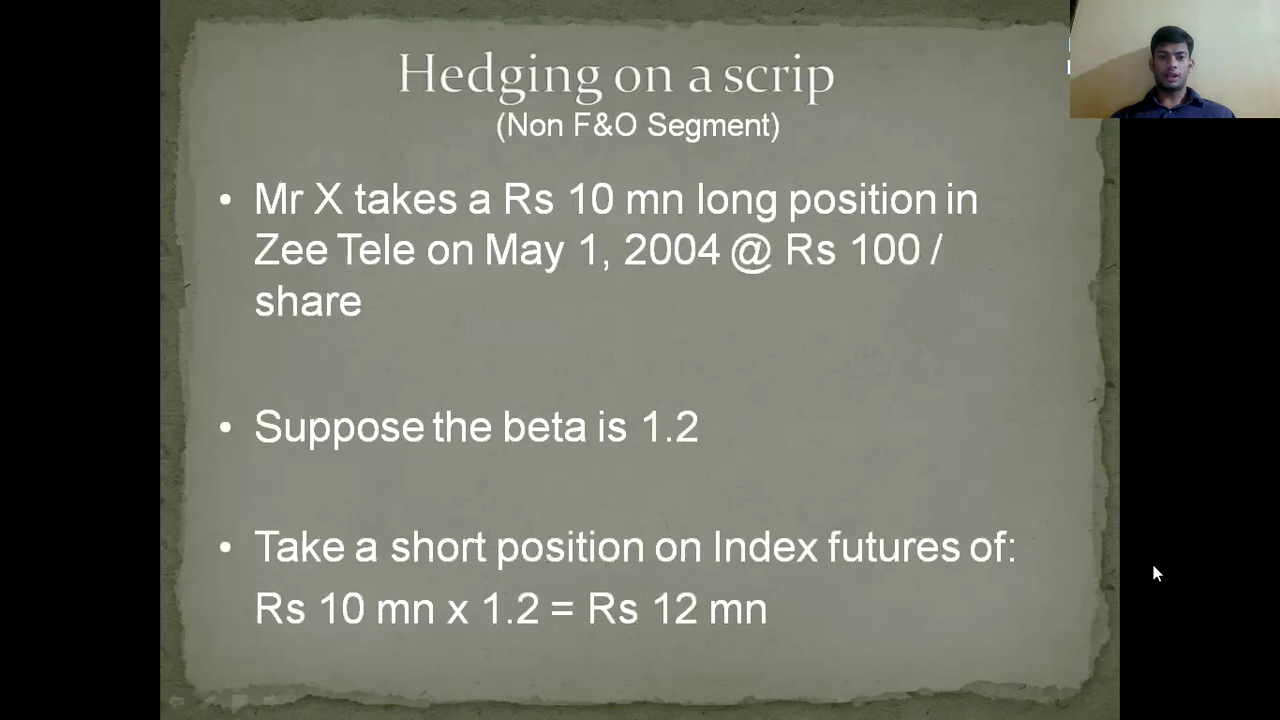 Hedging on a scrip
(Non F&O Segment)
• Mr X takes a Rs 10 mn long position in
Zee Tele on May 1, 2004 @ Rs 100 /
share
• Suppose the beta is 1.2
• Take a short position on Index futures of:
Rs 10 mn x 1.2 = Rs 12 mn